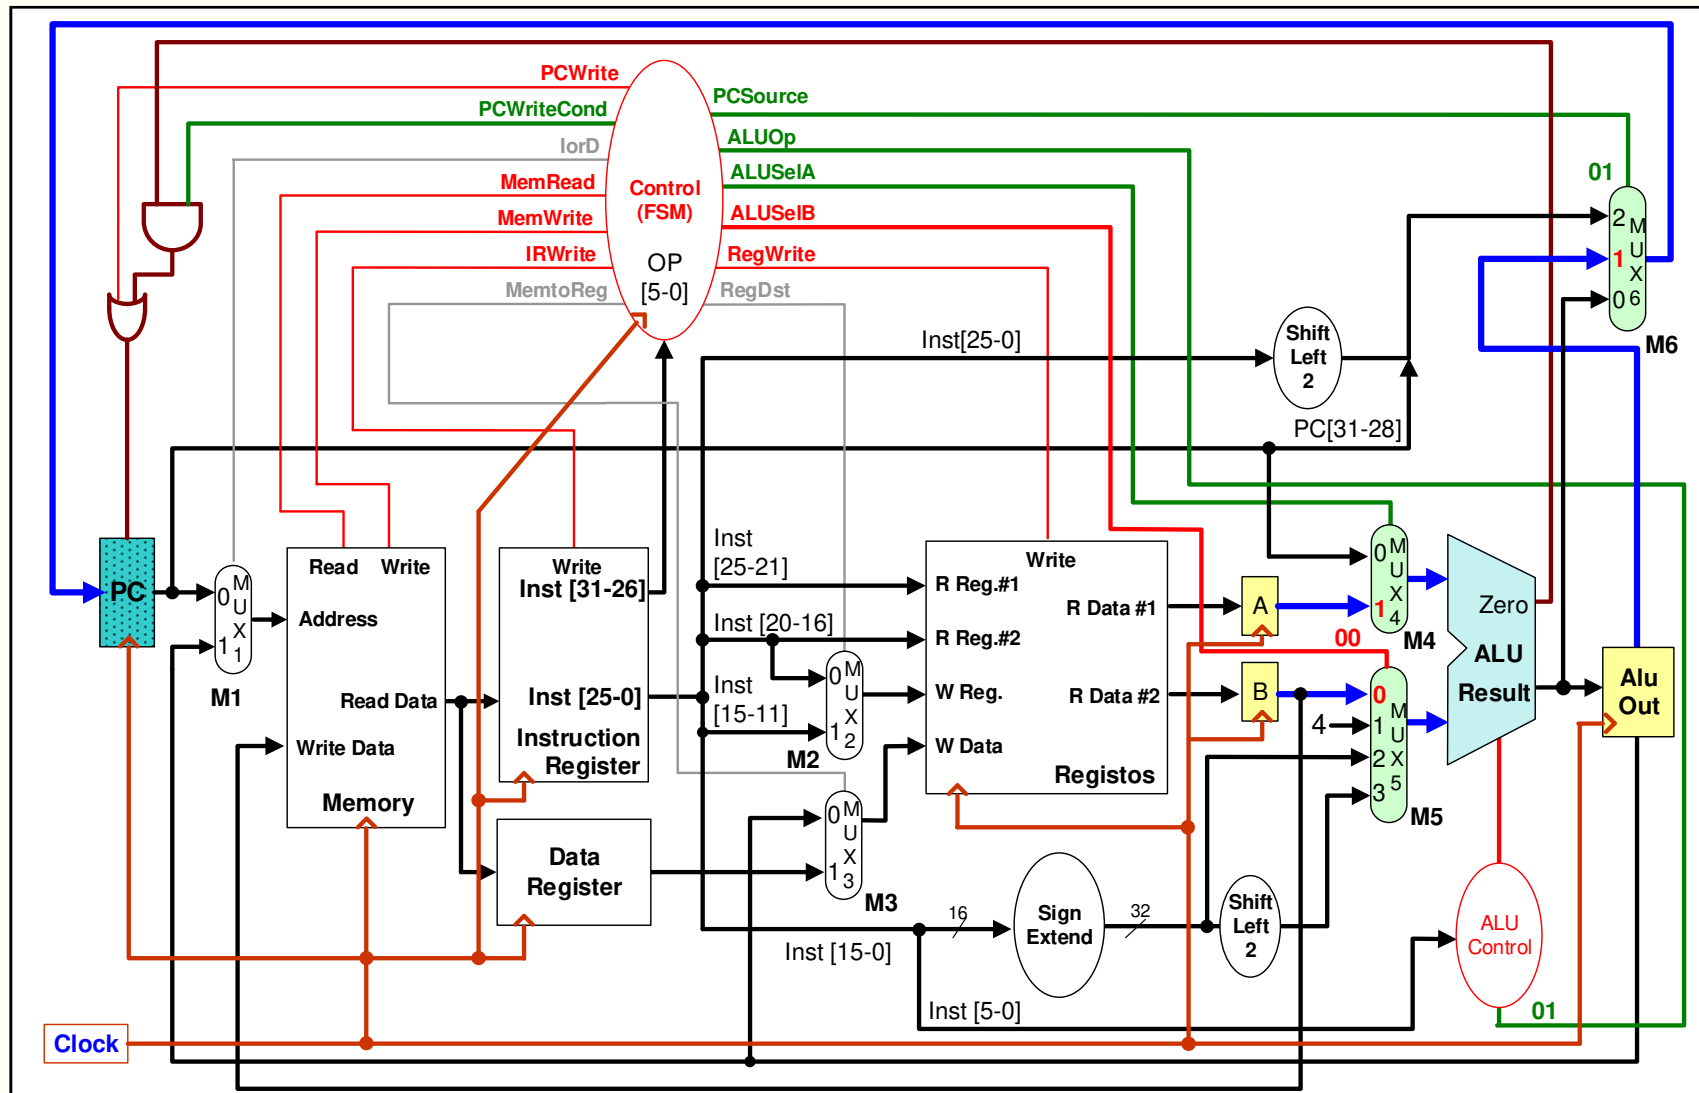 PCWrite
PCWriteCond
IorD
MemRead
MemWrite
IRWrite
MemtoReg
Control
(FSM)
OP
[5-0]
PCSource
ALUOp
ALUSelA
ALUSelB
RegWrite
RegDst
01
2
1
0
M
U
X
6
M6
Inst[25-0]
Shift
Left
2
PC[31-28]
PC
0
1
M
U
X
1
M1
Read Write
Address
Read Data
Write Data
Memory
Write
Inst [31-26]
Inst [25-0]
Instruction
Register
Data
Register
Inst
[25-21]
Inst [20-16]
Inst
[15-11]
0
1
M
U
X
2
M2
0
1
M
U
X
3
M3
Write
R Reg.#1
R Reg.#2
W Reg.
W Data
R Data #1
R Data #2
Registos
A
B
0
1
M
U
X
4
M4
00
0
4
1
2
3
M
U
X
5
M5
Zero
ALU
Result
Alu
Out
Inst [15-0]
16
Sign
Extend
32
Shift
Left
2
Inst [5-0]
ALU
Control
01
Clock